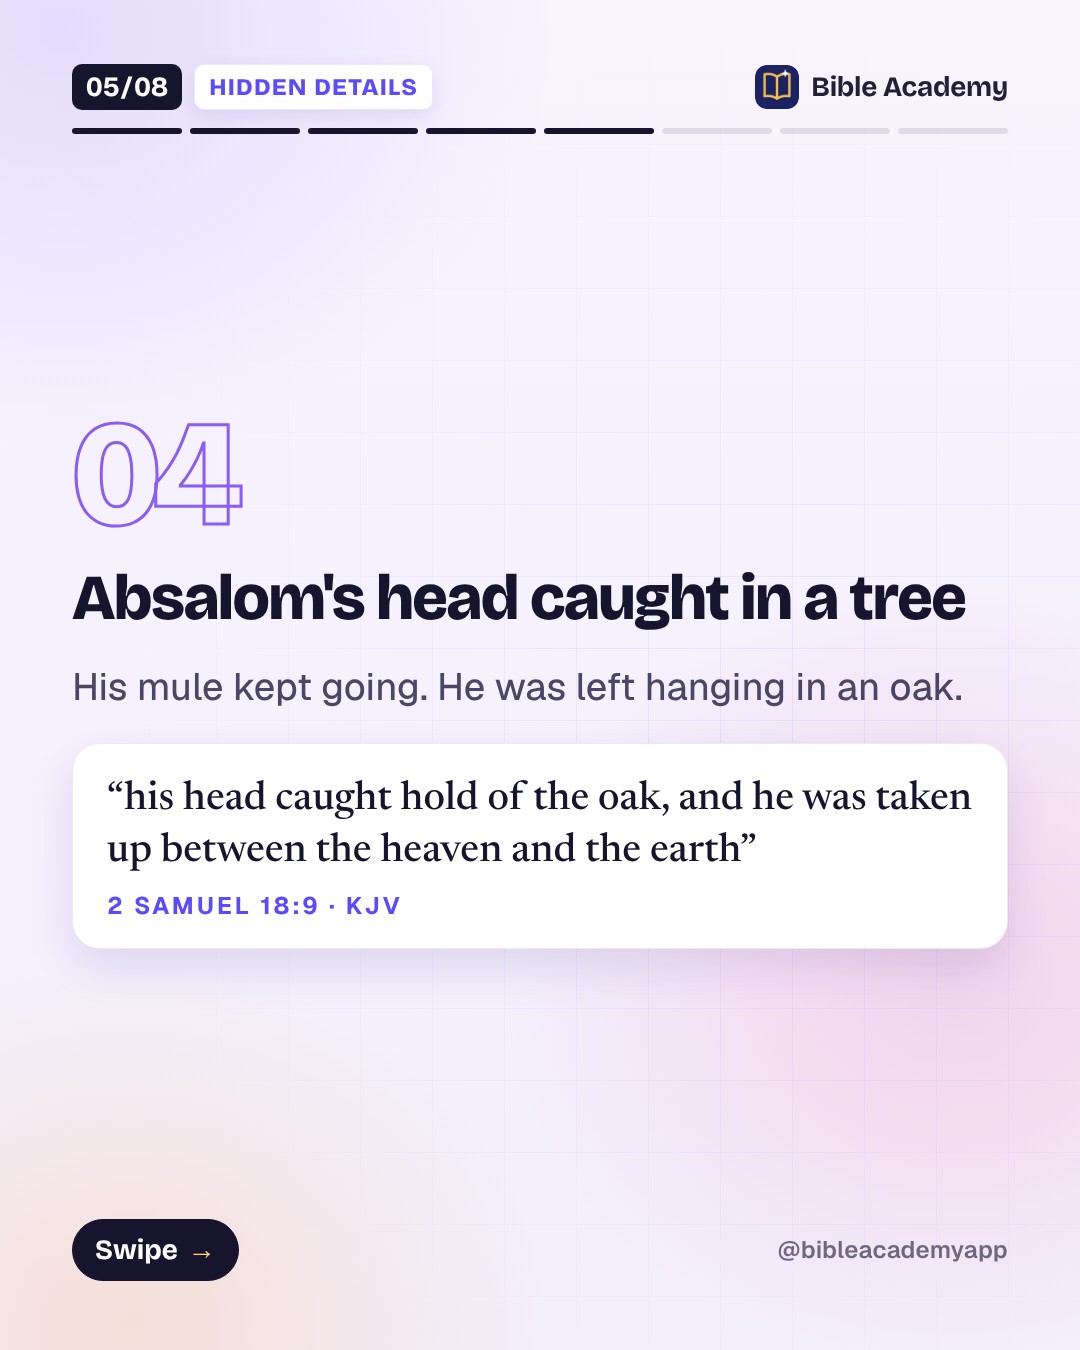 05/08 HIDDEN DETAILS Bible Academy
04
Absalom's head caught in a tree
His mule kept going. He was left hanging in an oak.
“his head caught hold of the oak, and he was taken
up between the heaven and the earth”
2 SAMUEL 18:9 · KJV
Swipe → @bibleacademyapp